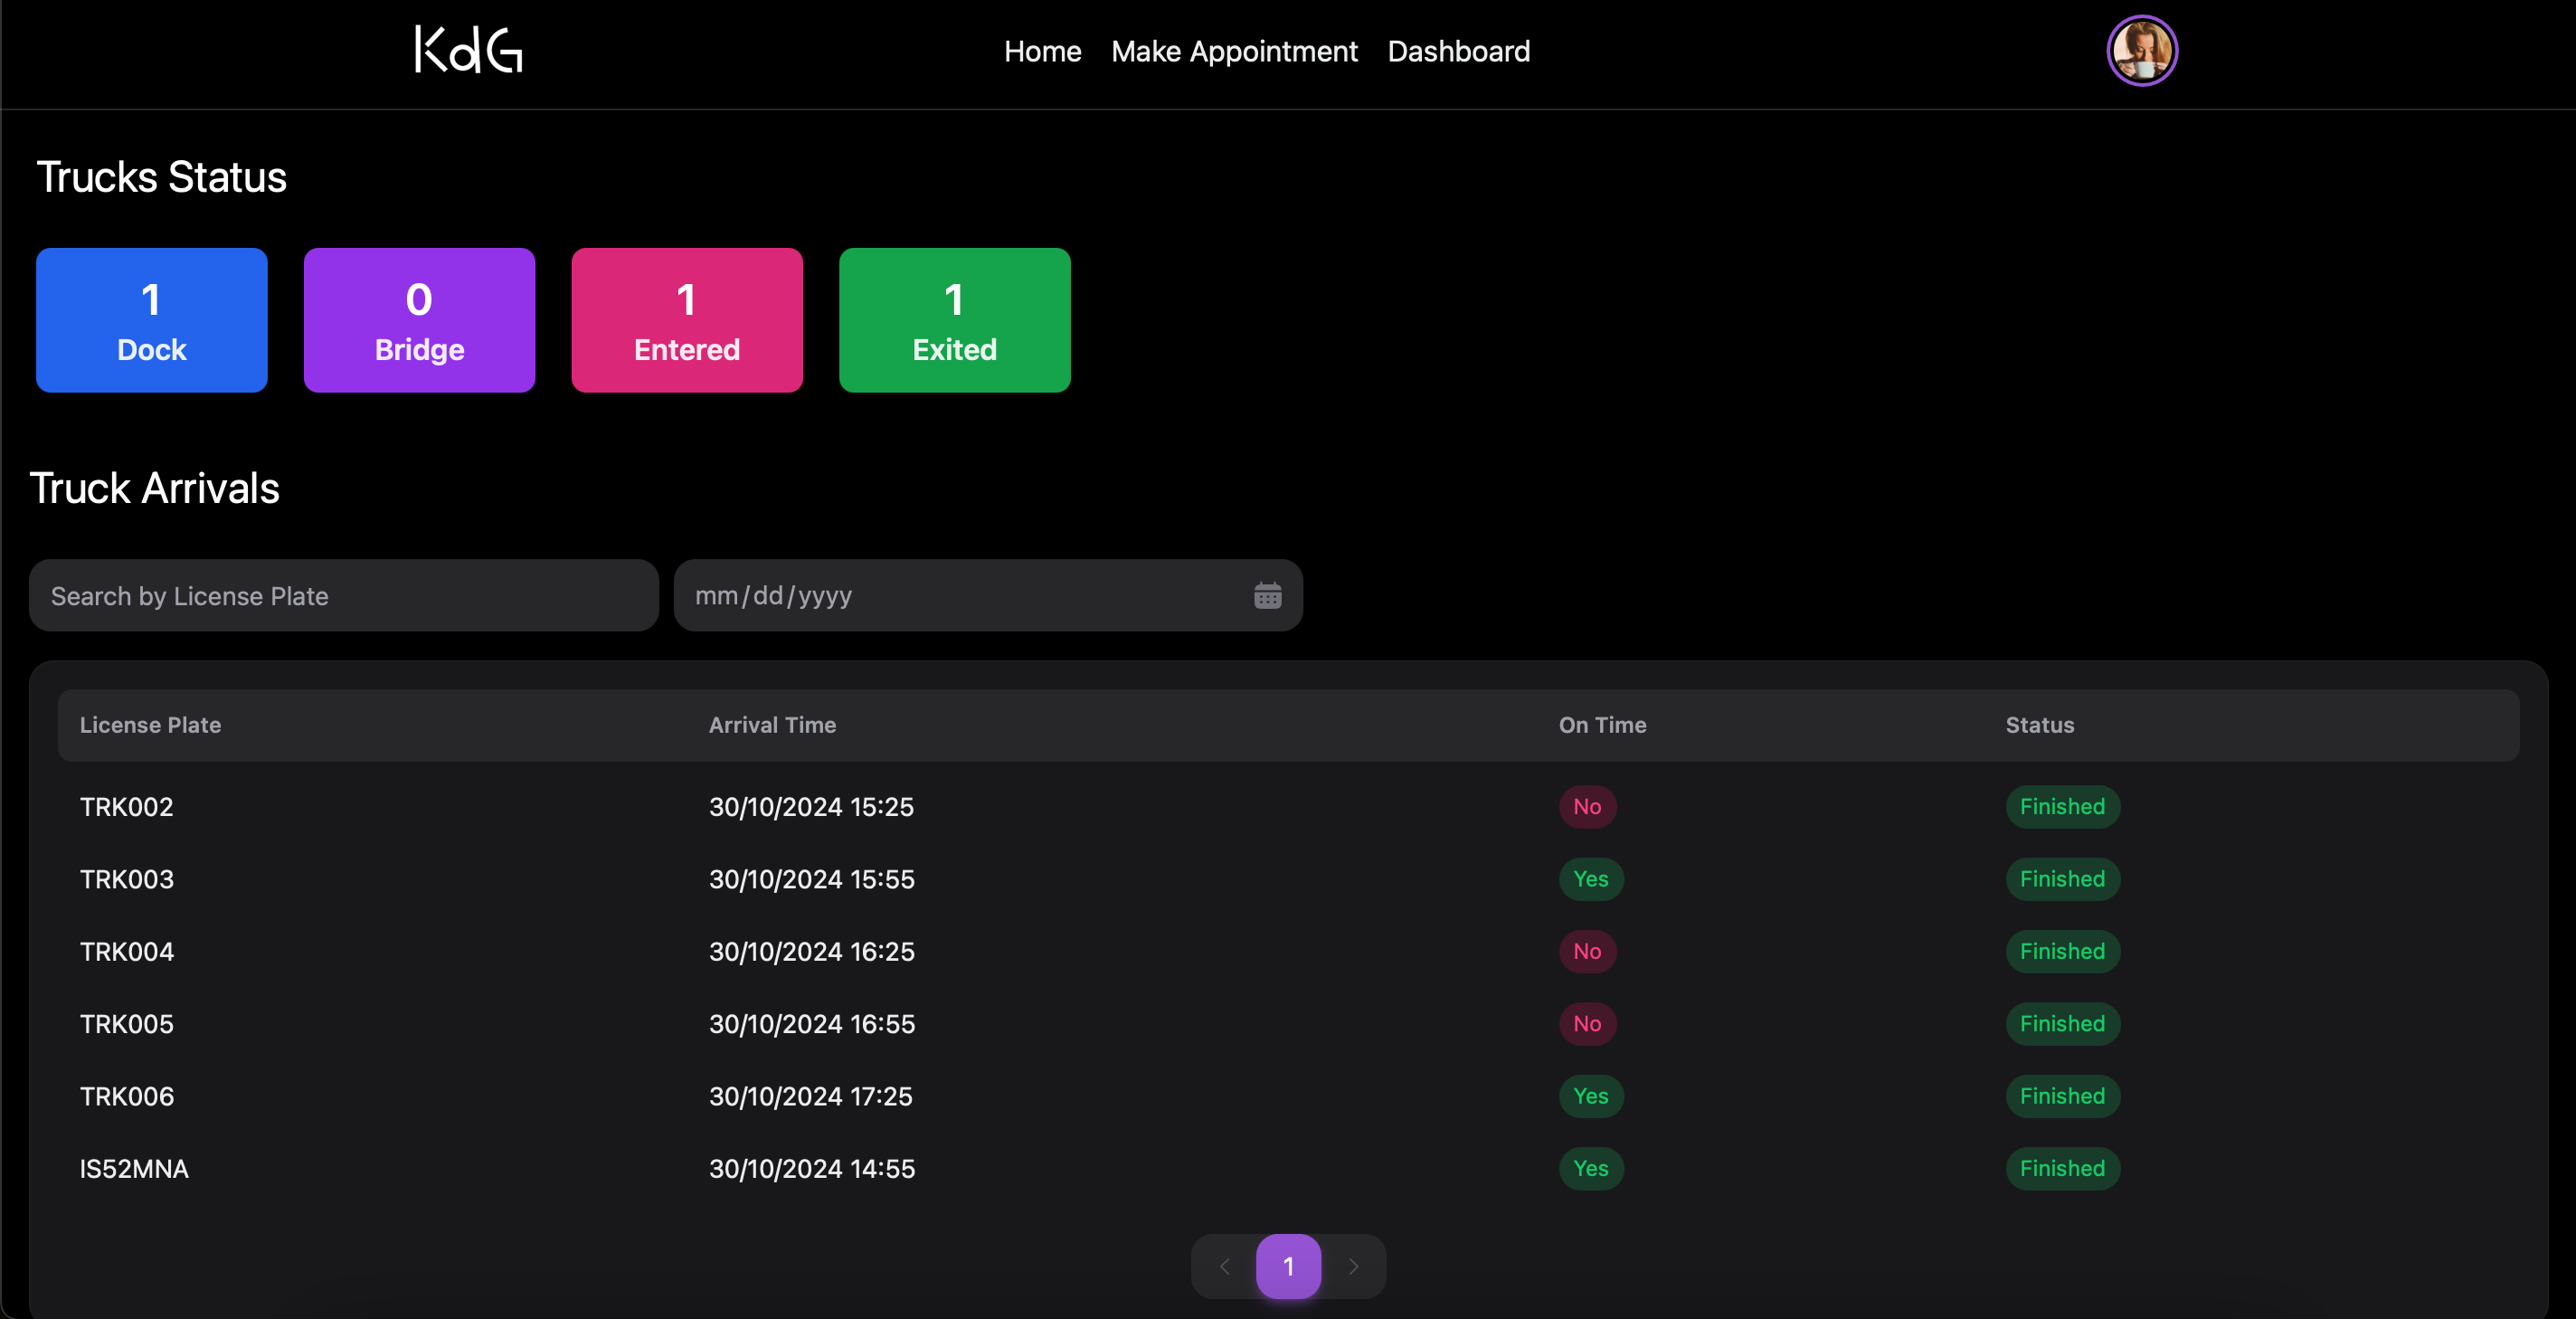 KdG
Home Make Appointment Dashboard
Trucks Status
1 0 1 1
Dock Bridge Entered Exited
Truck Arrivals
Search by License Plate mm/dd/yyyy
License Plate Arrival Time On Time Status
TRK002 30/10/2024 15:25 No Finished
TRK003 30/10/2024 15:55 Yes Finished
TRK004 30/10/2024 16:25 No Finished
TRK005 30/10/2024 16:55 No Finished
TRK006 30/10/2024 17:25 Yes Finished
IS52MNA 30/10/2024 14:55 Yes Finished
1